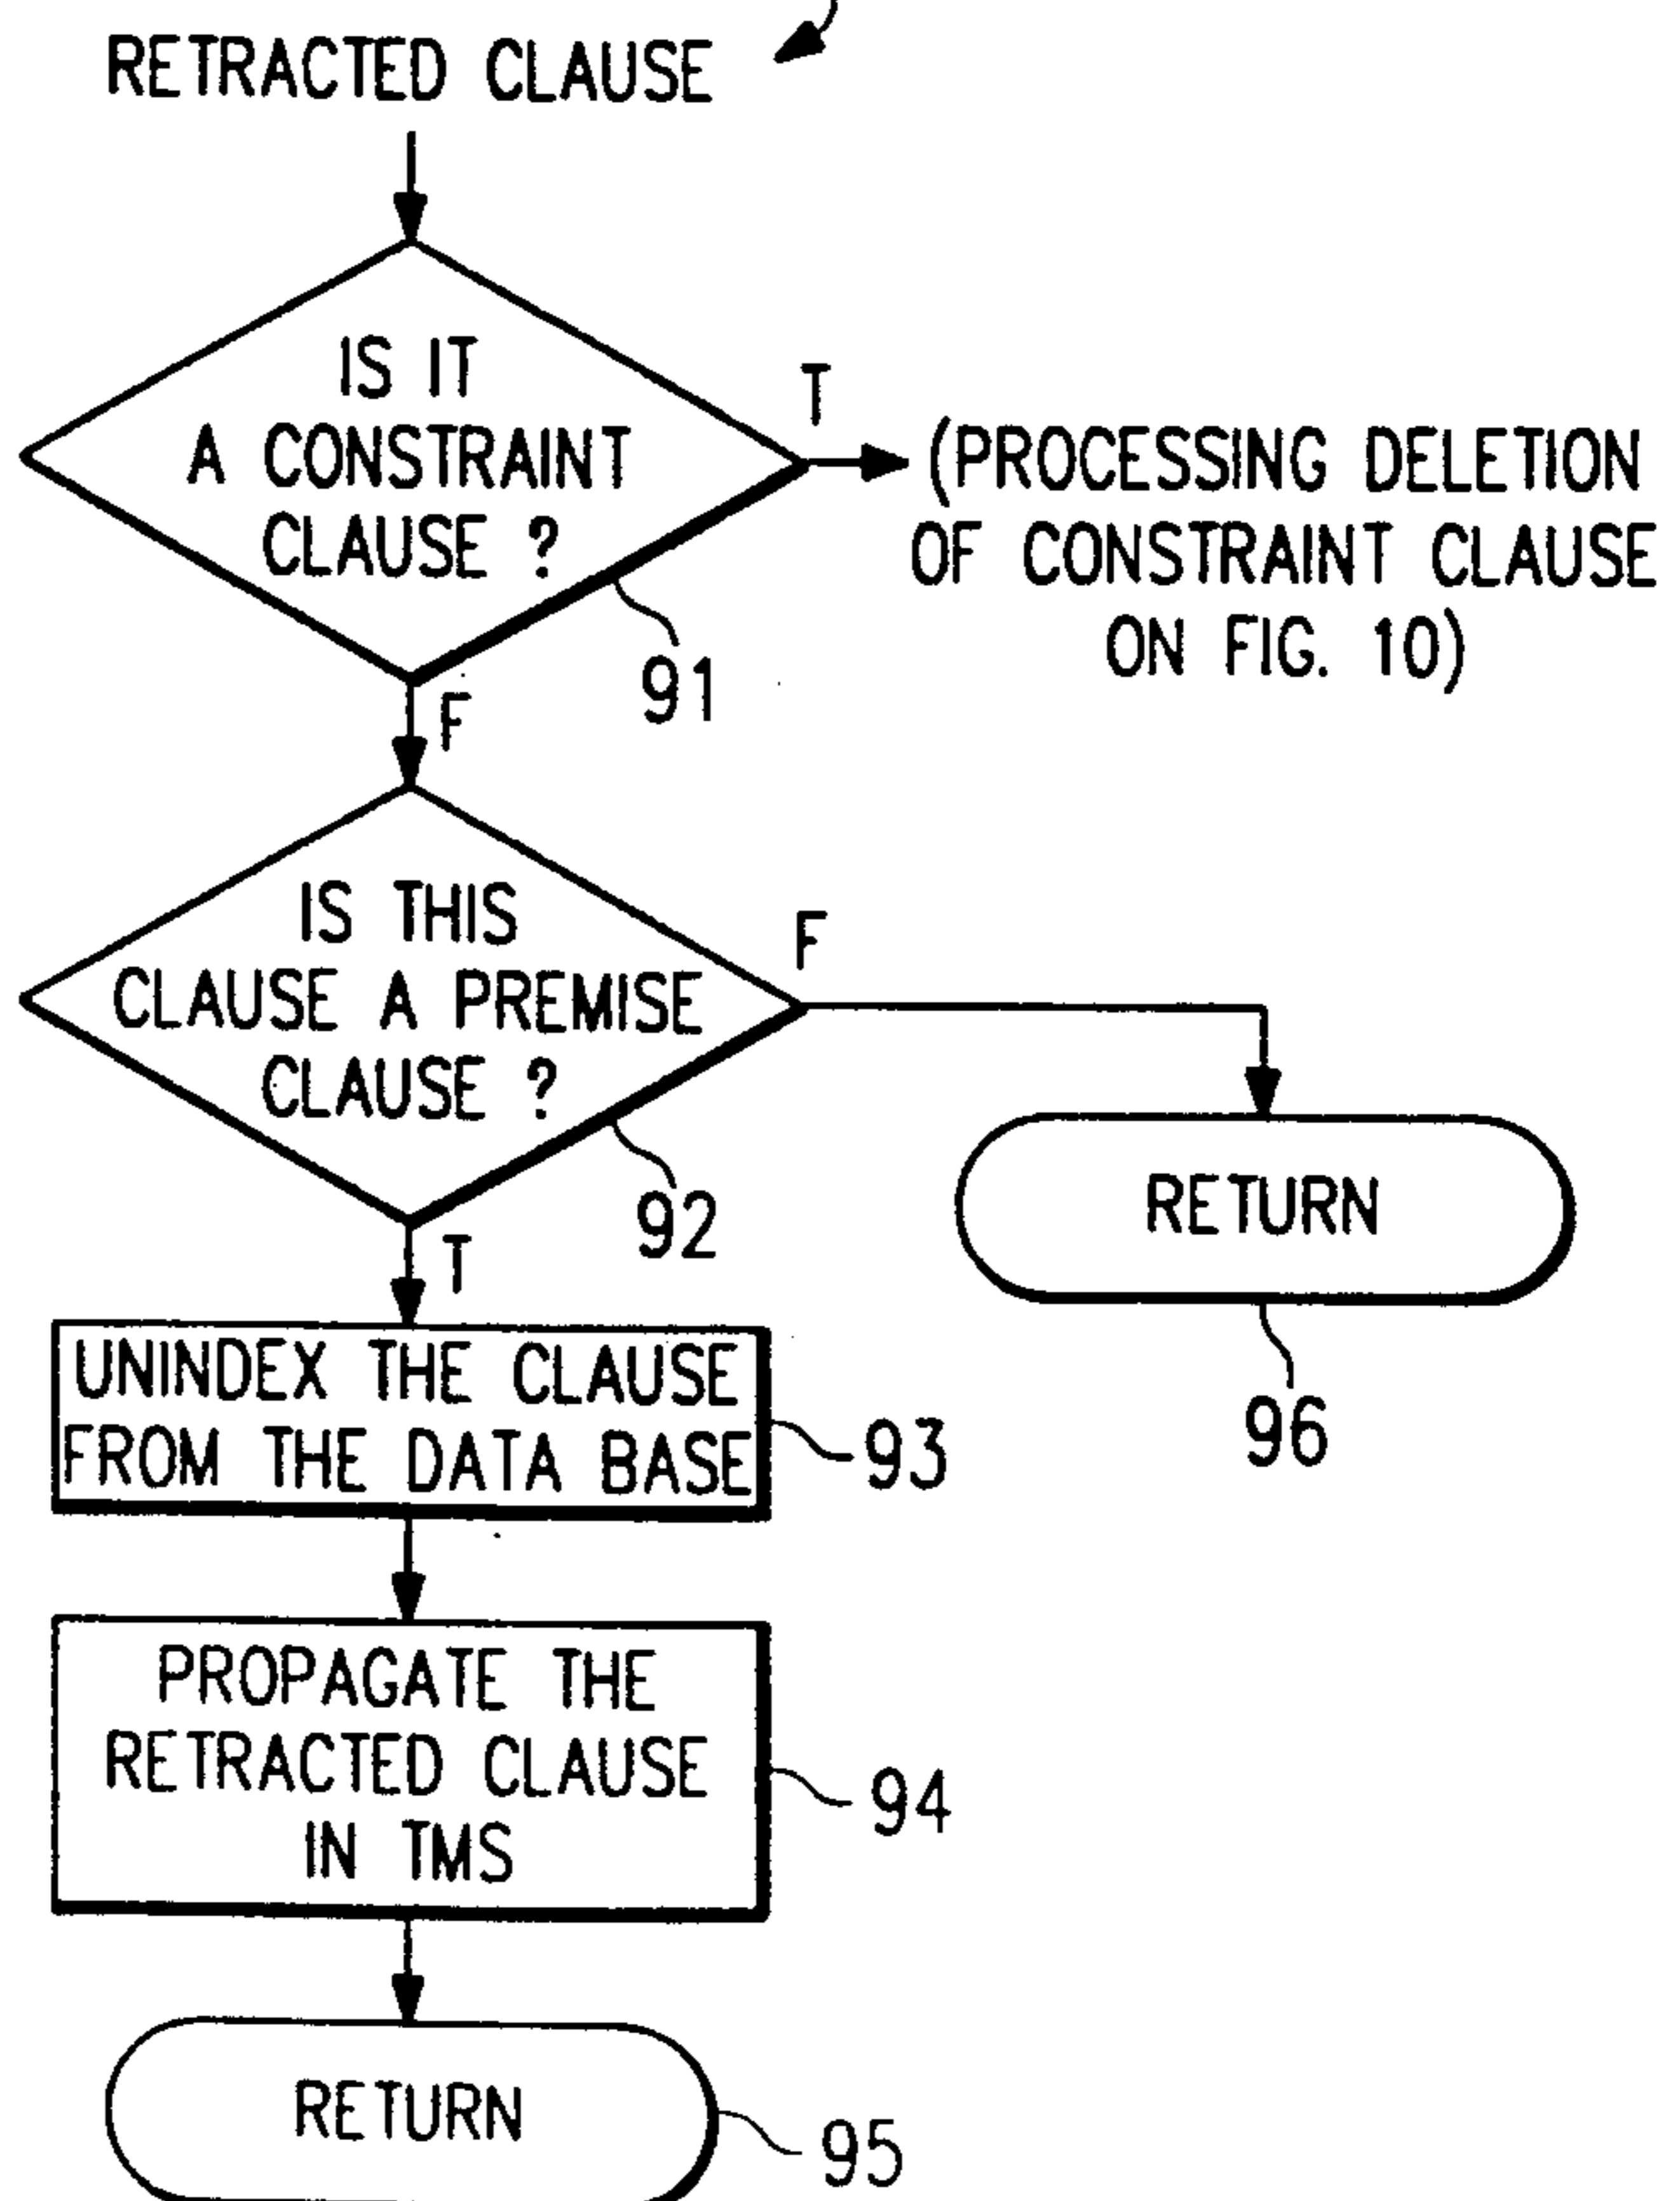 RETRACTED CLAUSE
IS IT
A CONSTRAINT
CLAUSE ?
T
(PROCESSING DELETION
OF CONSTRAINT CLAUSE
ON FIG. 10)
91
F
IS THIS
CLAUSE A PREMISE
CLAUSE ?
F
92
T
RETURN
96
UNINDEX THE CLAUSE
FROM THE DATA BASE
93
PROPAGATE THE
RETRACTED CLAUSE
IN TMS
94
RETURN
95